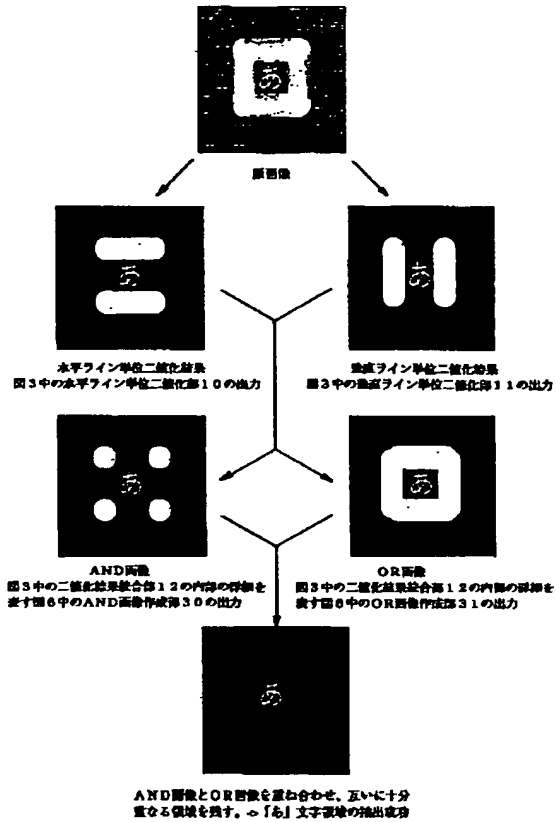 あ
原画像
あ
あ
水平ライン単位二値化結果
図3中の水平ライン単位二値化部10の出力
垂直ライン単位二値化結果
図3中の垂直ライン単位二値化部11の出力
あ
あ
AND画像
図3中の二値化結果統合部12の内部の詳細を
表す図6中のAND画像作成部30の出力
OR画像
図3中の二値化結果統合部12の内部の詳細を
表す図6中のOR画像作成部31の出力
あ
AND画像とOR画像を重ね合わせ、互いに十分
重なる領域を残す。->「あ」文字領域の抽出成功